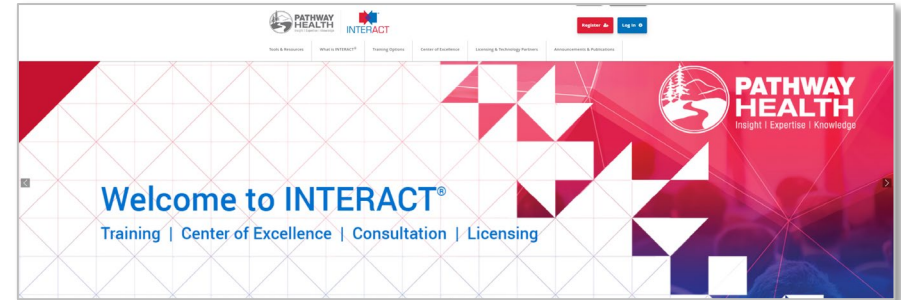 PATHWAY
HEALTH
INTERACT
Register
Log In
Tools & Resources
What is INTERACT®
Training Options
Center of Excellence
Licensing & Technology Partners
Announcements & Publications
PATHWAY
HEALTH
Insight | Expertise | Knowledge
Welcome to INTERACT®
Training | Center of Excellence | Consultation | Licensing